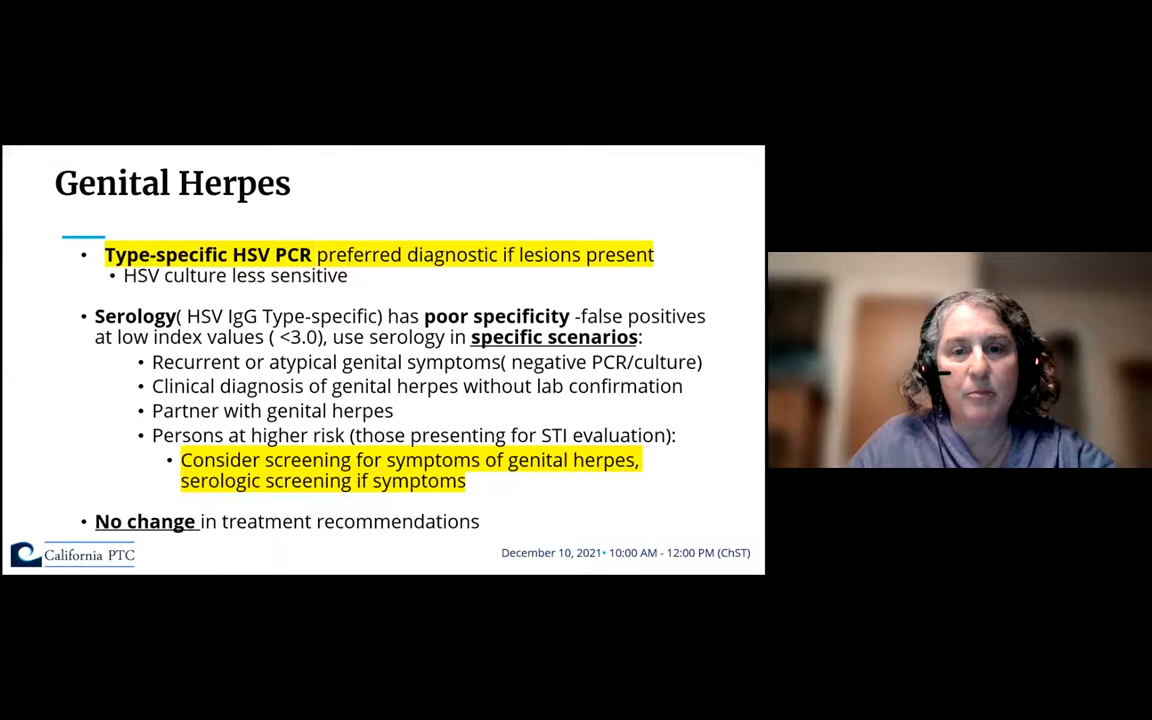 Genital Herpes
• Type-specific HSV PCR preferred diagnostic if lesions present
• HSV culture less sensitive
• Serology( HSV IgG Type-specific) has poor specificity -false positives
at low index values ( <3.0), use serology in specific scenarios:
• Recurrent or atypical genital symptoms( negative PCR/culture)
• Clinical diagnosis of genital herpes without lab confirmation
• Partner with genital herpes
• Persons at higher risk (those presenting for STI evaluation):
• Consider screening for symptoms of genital herpes,
serologic screening if symptoms
• No change in treatment recommendations
California PTC
December 10, 2021• 10:00 AM - 12:00 PM (ChST)